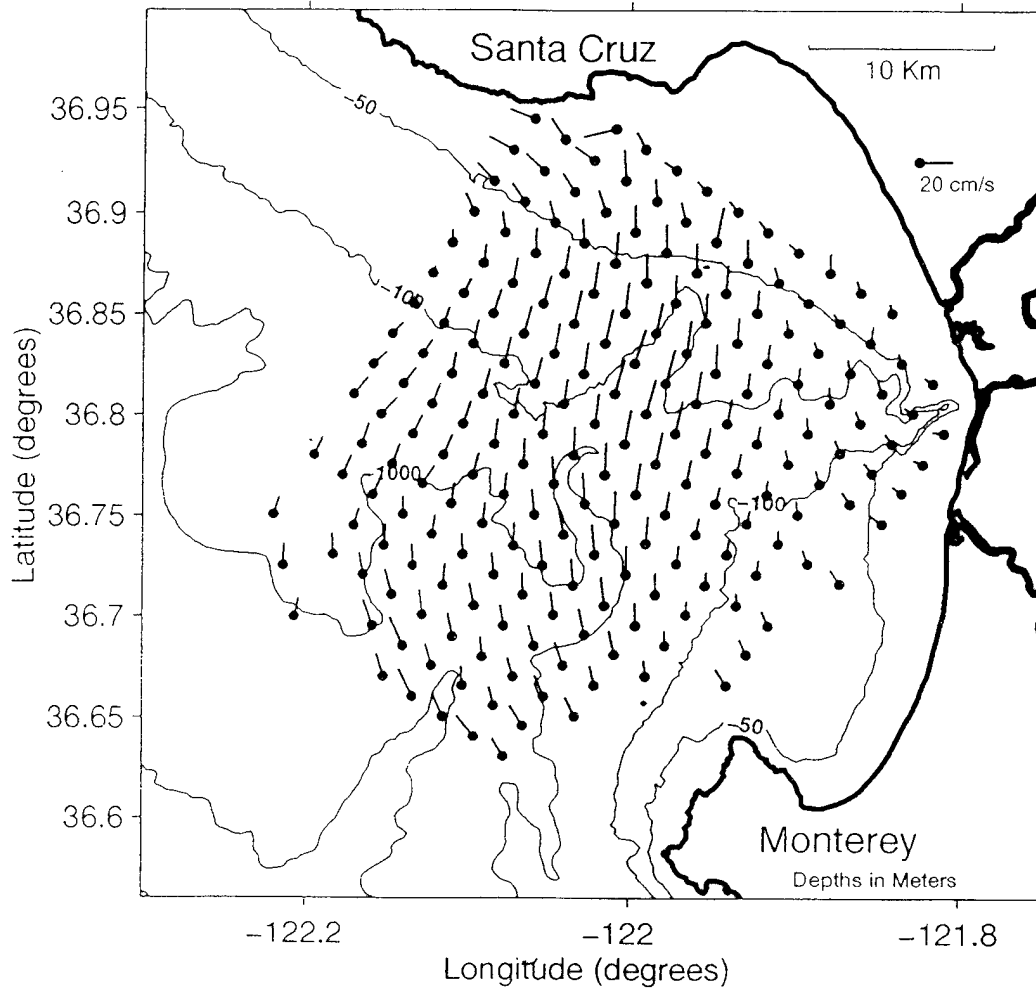 Santa Cruz
10 Km
20 cm/s
-50
-100
-1000
-100
-50
Monterey
Depths in Meters
36.95
36.9
36.85
36.8
36.75
36.7
36.65
36.6
Latitude (degrees)
-122.2
-122
-121.8
Longitude (degrees)